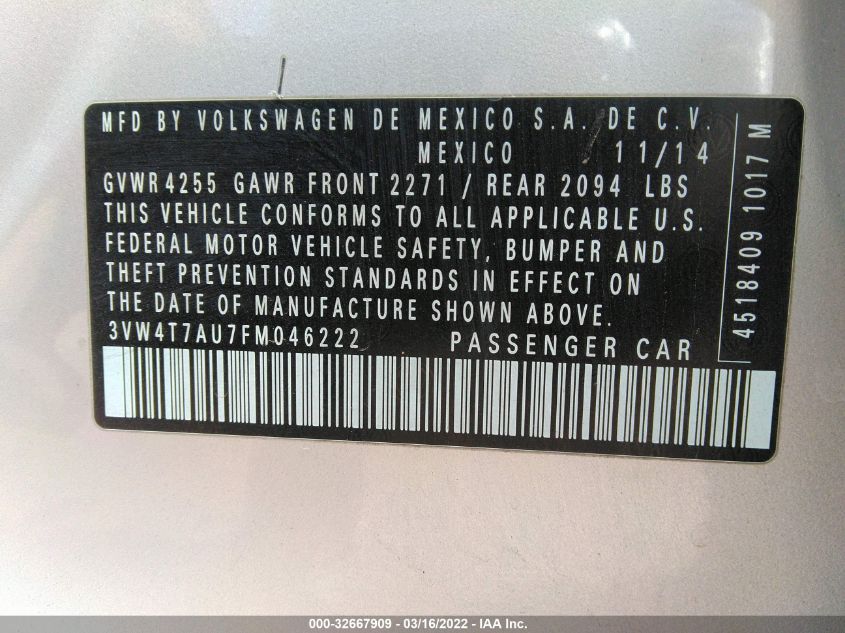 MFD BY VOLKSWAGEN DE MEXICO S.A. DE C.V.
MEXICO 11/14
GVWR 4255 GAWR FRONT 2271 / REAR 2094 LBS
THIS VEHICLE CONFORMS TO ALL APPLICABLE U.S.
FEDERAL MOTOR VEHICLE SAFETY, BUMPER AND
THEFT PREVENTION STANDARDS IN EFFECT ON
THE DATE OF MANUFACTURE SHOWN ABOVE.
3VW4T7AU7FM046222 PASSENGER CAR
4518409 1017 M
000-32667909 - 03/16/2022 - IAA Inc.